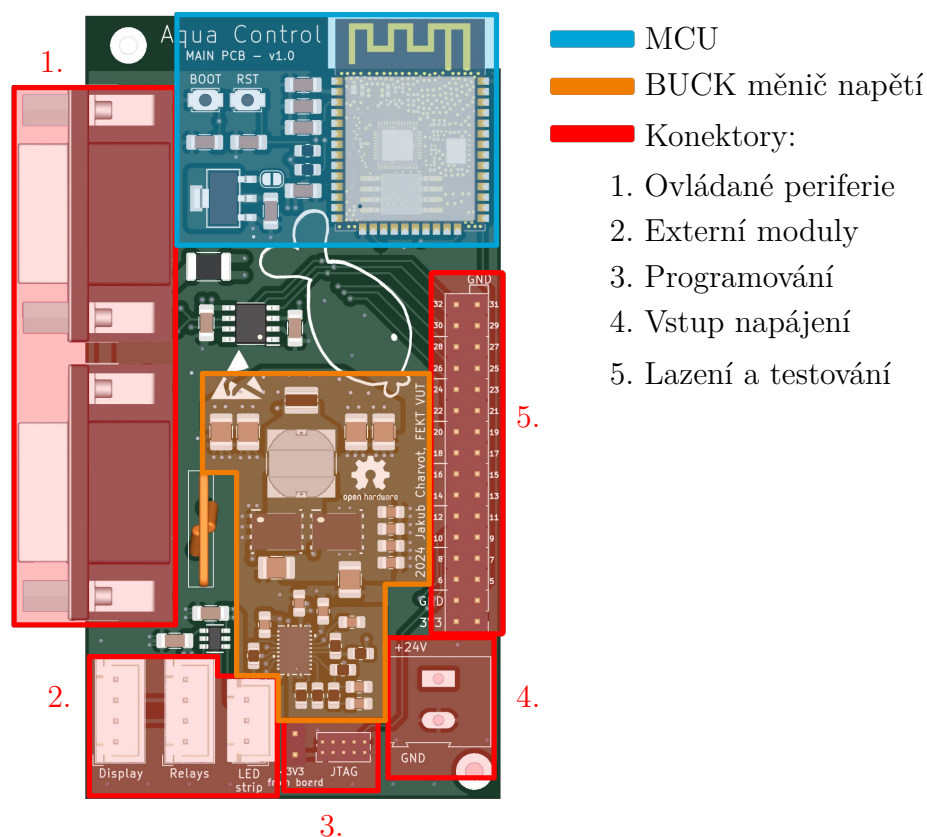 Aqua Control
MAIN PCB – v1.0
BOOT RST
1.
GND
32 31
30 29
28 27
26 25
24 23
22 21
20 19
18 17
16 15
14 13
12 11
10 9
8 7
6 5
GND
3V3
5.
open hardware
2024 Jakub Charvot, FEKT VUT
+24V
GND
4.
2.
Display
Relays
LED
strip
3V3
from board
JTAG
3.
MCU
BUCK měnič napětí
Konektory:
1. Ovládané periferie
2. Externí moduly
3. Programování
4. Vstup napájení
5. Lazení a testování